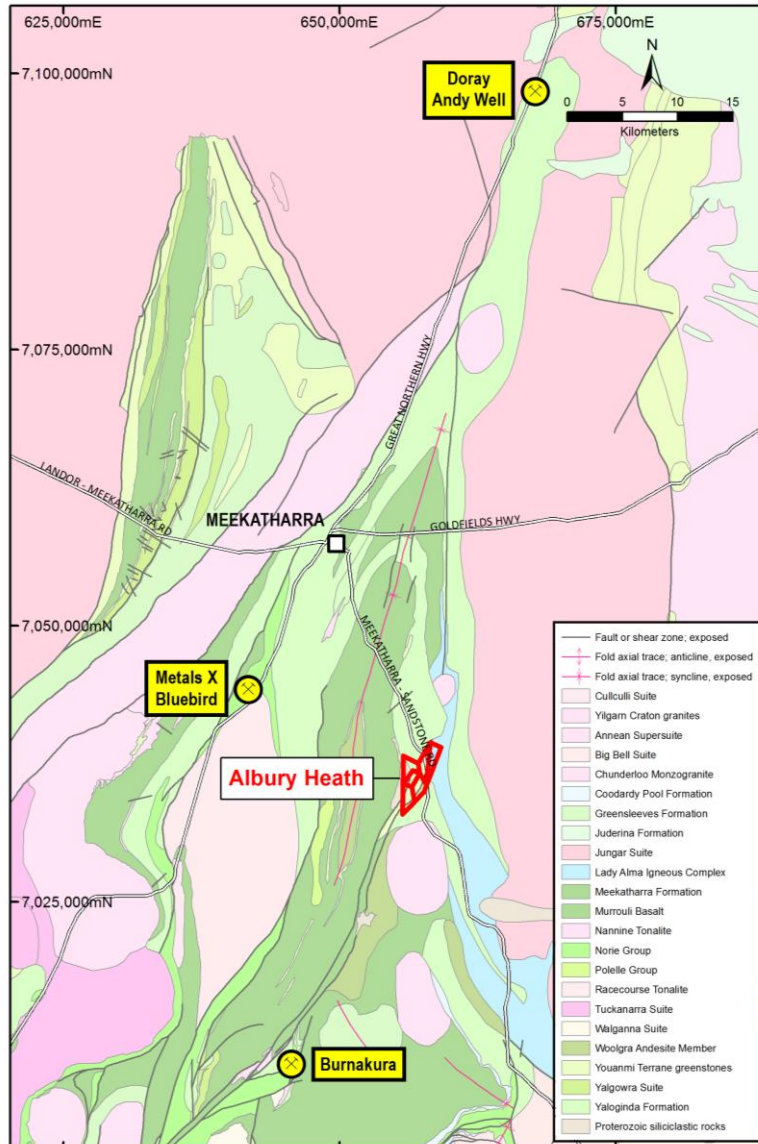 625,000mE
650,000mE
675,000mE
7,100,000mN
Doray
Andy Well
N
0 5 10 15
Kilometers
7,075,000mN
GREAT NORTHERN HWY
LANDOR - MEEKATHARRA RD
MEEKATHARRA
GOLDFIELDS HWY
7,050,000mN
MEEKATHARRA - SANDSTONE RD
Metals X
Bluebird
Albury Heath
7,025,000mN
Burnakura
Fault or shear zone; exposed
Fold axial trace; anticline, exposed
Fold axial trace; syncline, exposed
Cullculli Suite
Yilgarn Craton granites
Annean Supersuite
Big Bell Suite
Chunderloo Monzogranite
Coodardy Pool Formation
Greensleeves Formation
Juderina Formation
Jungar Suite
Lady Alma Igneous Complex
Meekatharra Formation
Murrouli Basalt
Nannine Tonalite
Norie Group
Polelle Group
Racecourse Tonalite
Tuckanarra Suite
Walganna Suite
Woolgra Andesite Member
Youanmi Terrane greenstones
Yalgowra Suite
Yaloginda Formation
Proterozoic siliciclastic rocks